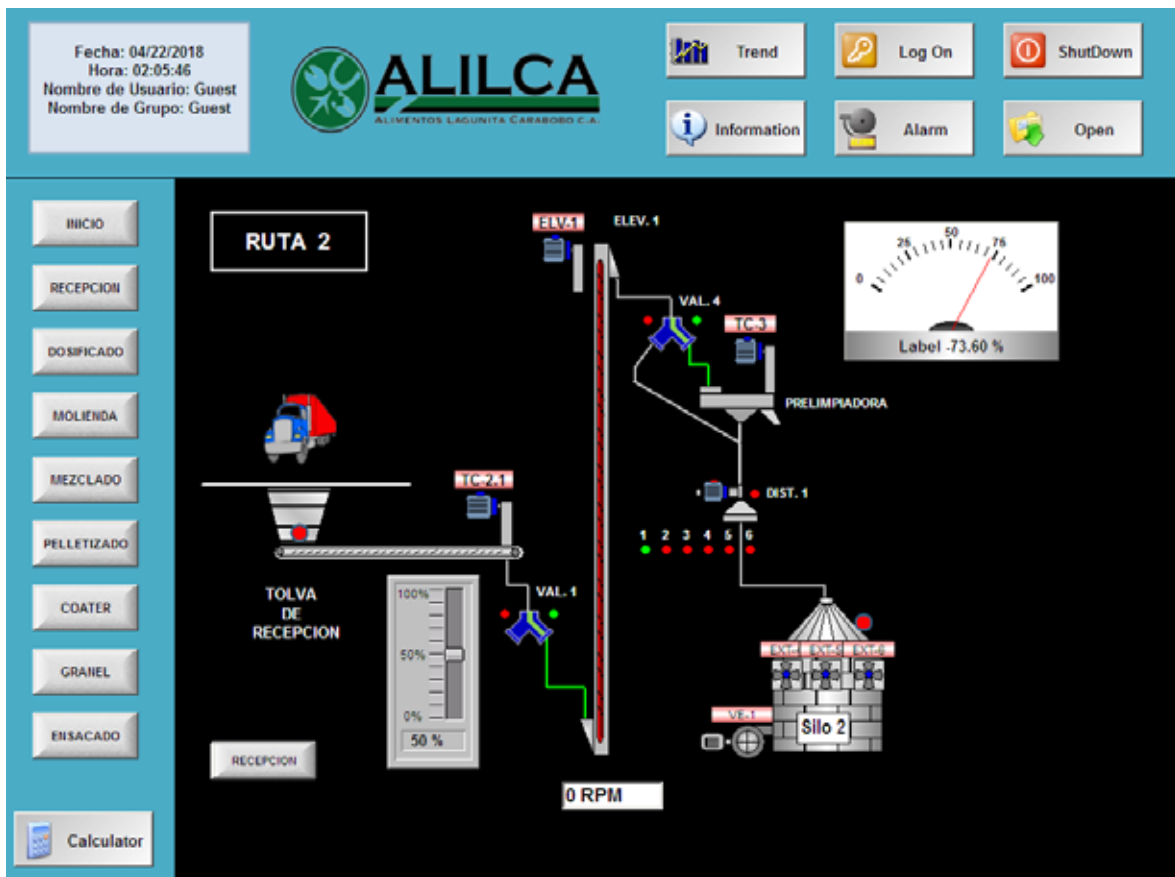 Fecha: 04/22/2018
Hora: 02:05:46
Nombre de Usuario: Guest
Nombre de Grupo: Guest
ALILCA
ALIMENTOS LAGUNITA CARABOBO C.A.
Trend
Log On
ShutDown
Information
Alarm
Open
INICIO
RECEPCION
DOSIFICADO
MOLIENDA
MEZCLADO
PELLETIZADO
COATER
GRANEL
ENSACADO
Calculator
RUTA 2
ELV-1
ELEV. 1
VAL. 4
TC-3
PRELIMPIADORA
0 25 50 75 100
Label -73.60 %
TC-2.1
DIST. 1
1 2 3 4 5 6
TOLVA
DE
RECEPCION
100%
50%
0%
50 %
VAL. 1
EXT-5 EXT-6
VE-1
Silo 2
RECEPCION
0 RPM